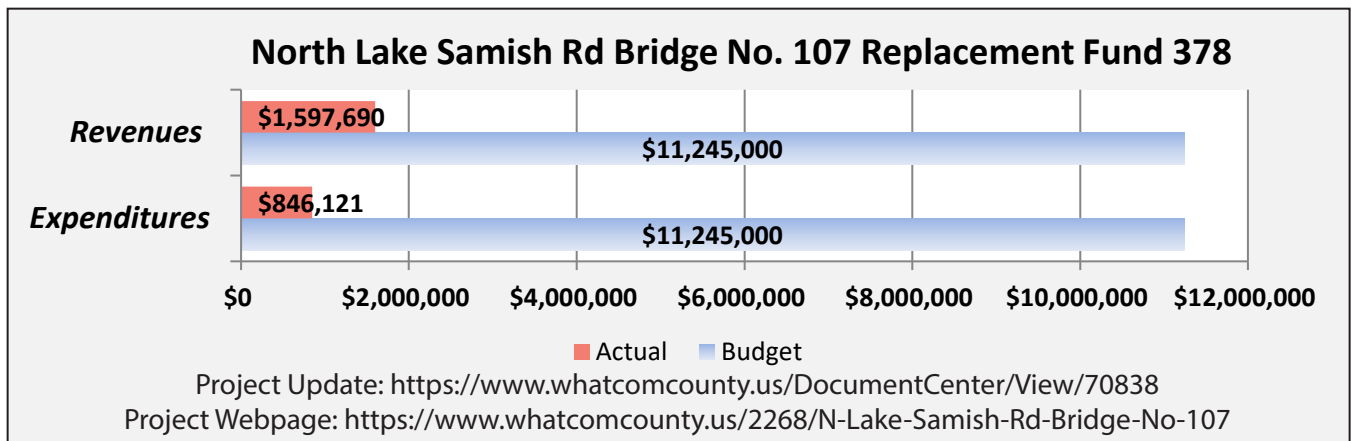 North Lake Samish Rd Bridge No. 107 Replacement Fund 378
Revenues
$1,597,690
$11,245,000
Expenditures
$846,121
$11,245,000
$0 $2,000,000 $4,000,000 $6,000,000 $8,000,000 $10,000,000 $12,000,000
Actual Budget
Project Update: https://www.whatcomcounty.us/DocumentCenter/View/70838
Project Webpage: https://www.whatcomcounty.us/2268/N-Lake-Samish-Rd-Bridge-No-107